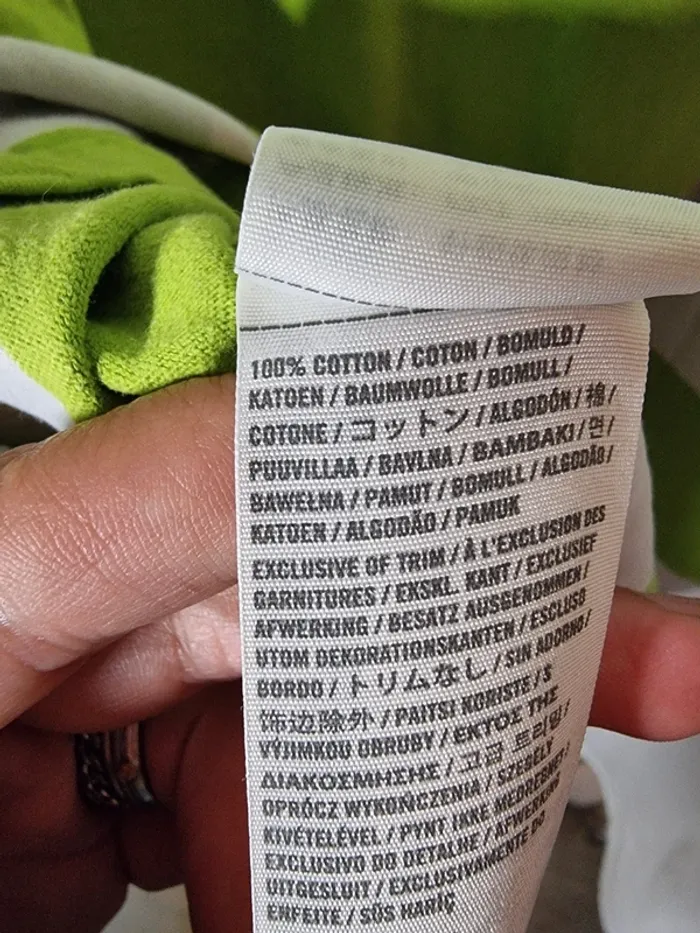 100% COTTON / COTON / BOMULD /
KATOEN / BAUMWOLLE / BOMULL /
COTONE / コットン / ALGODÓN / 棉 /
PUUVILLAA / BAVLNA / BAMBAKI / 면 /
BAWEŁNA / PAMUT / BOMULL / ALGODÃO /
KATOEN / ALGODÃO / PAMUK
EXCLUSIVE OF TRIM / À L'EXCLUSION DES
GARNITURES / EKSKL. KANT / EXCLUSIEF
AFWERKING / BESATZ AUSGENOMMEN /
UTOM DEKORATIONSKANTEN / ESCLUSO
BORDO / トリムなし / SIN ADORNO /
饰边除外 / PAITSI KORISTE / S
VÝJIMKOU OBRUBY / ΕΚΤΟΣ ΤΗΣ
ΔΙΑΚΟΣΜΗΣΗΣ / 고급 트리밍 /
OPRÓCZ WYKOŃCZENIA / SZEGÉLY
KIVÉTELÉVEL / PYNT IKKE MEDREGNET /
EXCLUSIVO DO DETALHE / AFWERKING
UITGESLUIT / EXCLUSIVAMENTE DO
ENFEITE / SÜS HARİÇ